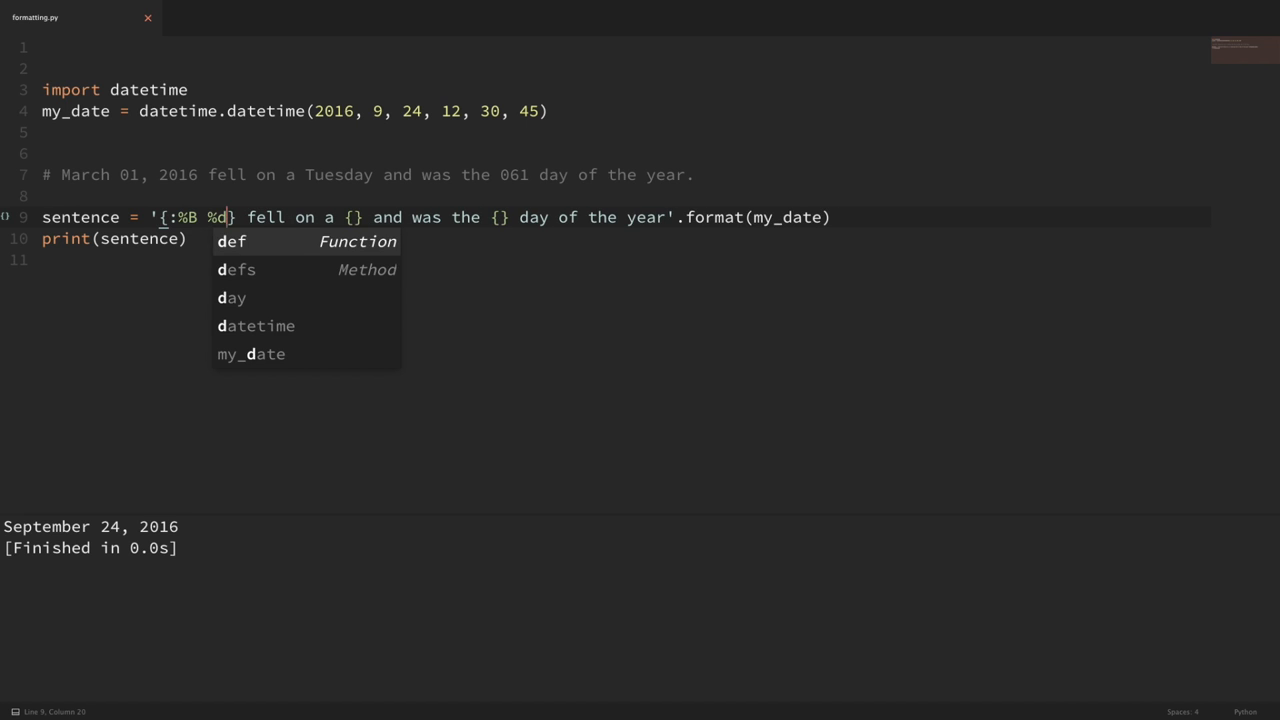 formatting.py ×
1
2
3 import datetime
4 my_date = datetime.datetime(2016, 9, 24, 12, 30, 45)
5
6
7 # March 01, 2016 fell on a Tuesday and was the 061 day of the year.
8
{} 9 sentence = '{:%B %d} fell on a {} and was the {} day of the year'.format(my_date)
10 print(sentence)
11
def Function
defs Method
day
datetime
my_date
September 24, 2016
[Finished in 0.0s]
Line 9, Column 20 Spaces: 4 Python